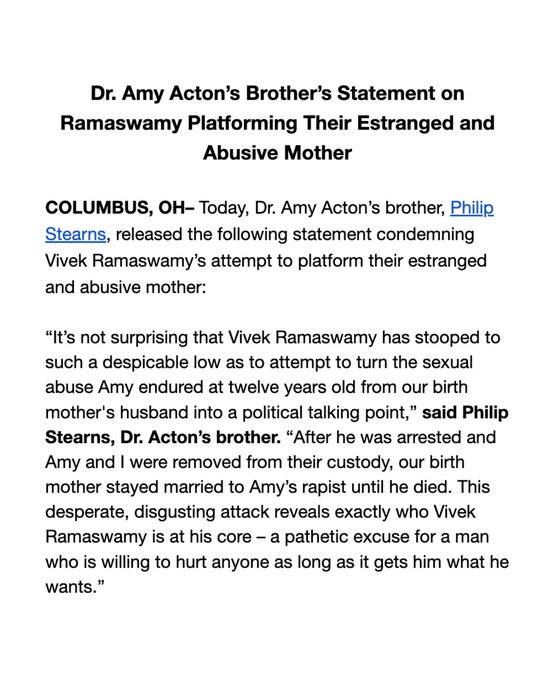 Dr. Amy Acton’s Brother’s Statement on
Ramaswamy Platforming Their Estranged and
Abusive Mother
COLUMBUS, OH– Today, Dr. Amy Acton’s brother, Philip
Stearns, released the following statement condemning
Vivek Ramaswamy’s attempt to platform their estranged
and abusive mother:
“It’s not surprising that Vivek Ramaswamy has stooped to
such a despicable low as to attempt to turn the sexual
abuse Amy endured at twelve years old from our birth
mother's husband into a political talking point,” said Philip
Stearns, Dr. Acton’s brother. “After he was arrested and
Amy and I were removed from their custody, our birth
mother stayed married to Amy’s rapist until he died. This
desperate, disgusting attack reveals exactly who Vivek
Ramaswamy is at his core – a pathetic excuse for a man
who is willing to hurt anyone as long as it gets him what he
wants.”